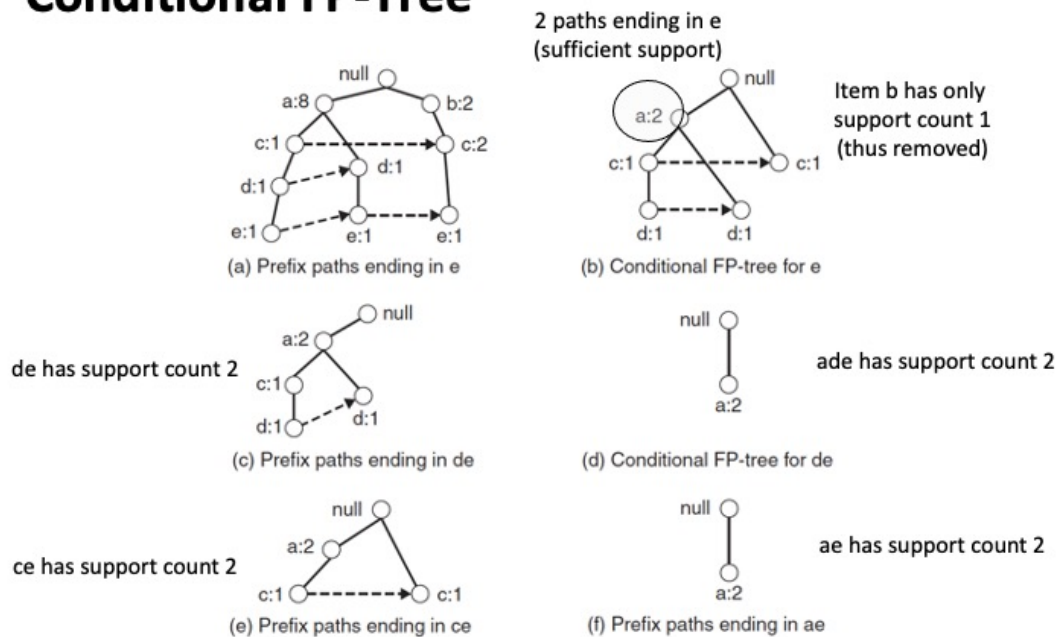 Conditional FP-Tree
2 paths ending in e
(sufficient support)
null
a:8
b:2
c:1
c:2
d:1
d:1
e:1
e:1
e:1
(a) Prefix paths ending in e
null
a:2
c:1
c:1
d:1
d:1
(b) Conditional FP-tree for e
Item b has only
support count 1
(thus removed)
de has support count 2
null
a:2
c:1
d:1
d:1
(c) Prefix paths ending in de
null
a:2
(d) Conditional FP-tree for de
ade has support count 2
ce has support count 2
null
a:2
c:1
c:1
(e) Prefix paths ending in ce
null
a:2
(f) Prefix paths ending in ae
ae has support count 2